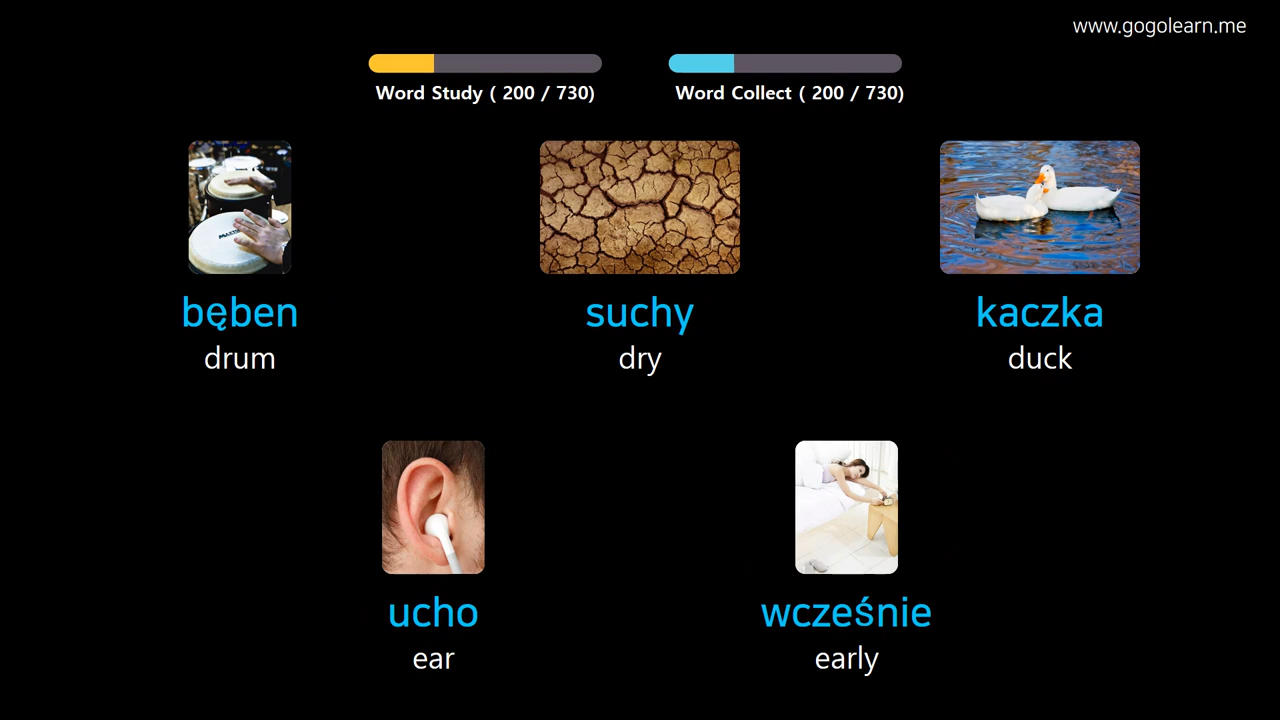 www.gogolearn.me
Word Study ( 200 / 730)
Word Collect ( 200 / 730)
bęben
drum
suchy
dry
kaczka
duck
ucho
ear
wcześnie
early